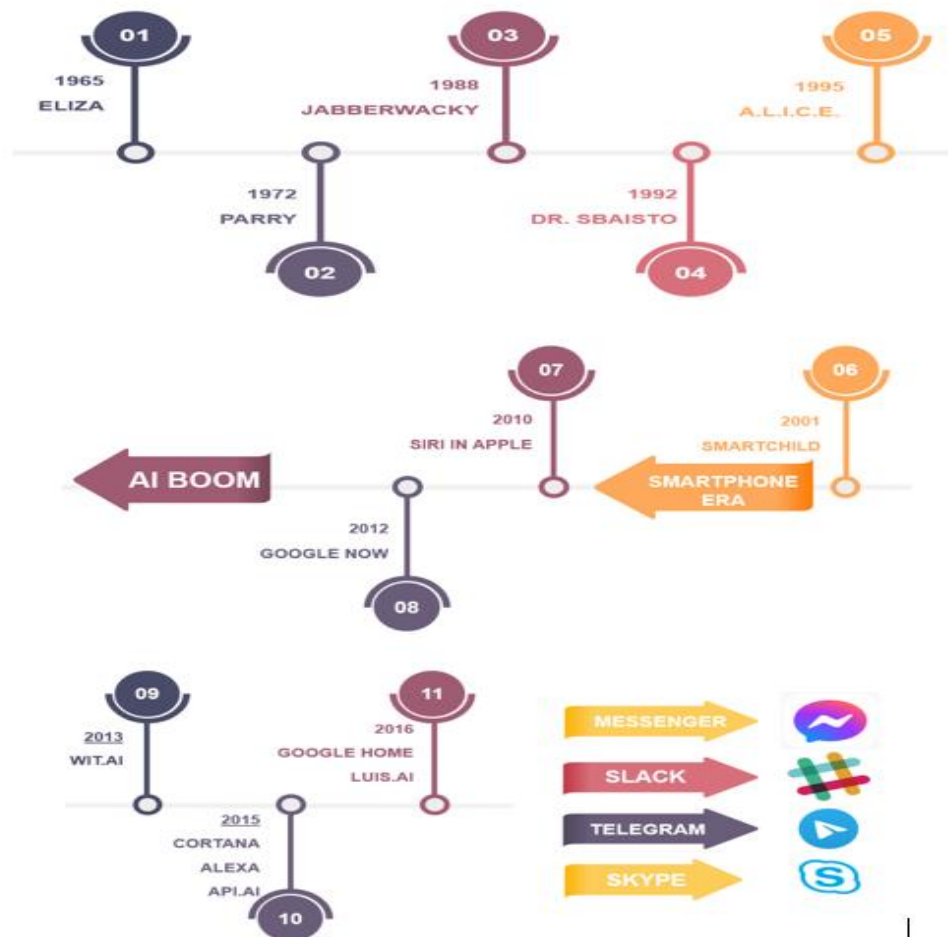 01
1965
ELIZA
1972
PARRY
02
03
1988
JABBERWACKY
1992
DR. SBAISTO
04
05
1995
A.L.I.C.E.
06
2001
SMARTCHILD
SMARTPHONE
ERA
07
2010
SIRI IN APPLE
2012
GOOGLE NOW
08
AI BOOM
09
2013
WIT.AI
2015
CORTANA
ALEXA
API.AI
10
11
2016
GOOGLE HOME
LUIS.AI
MESSENGER
SLACK
TELEGRAM
SKYPE
S